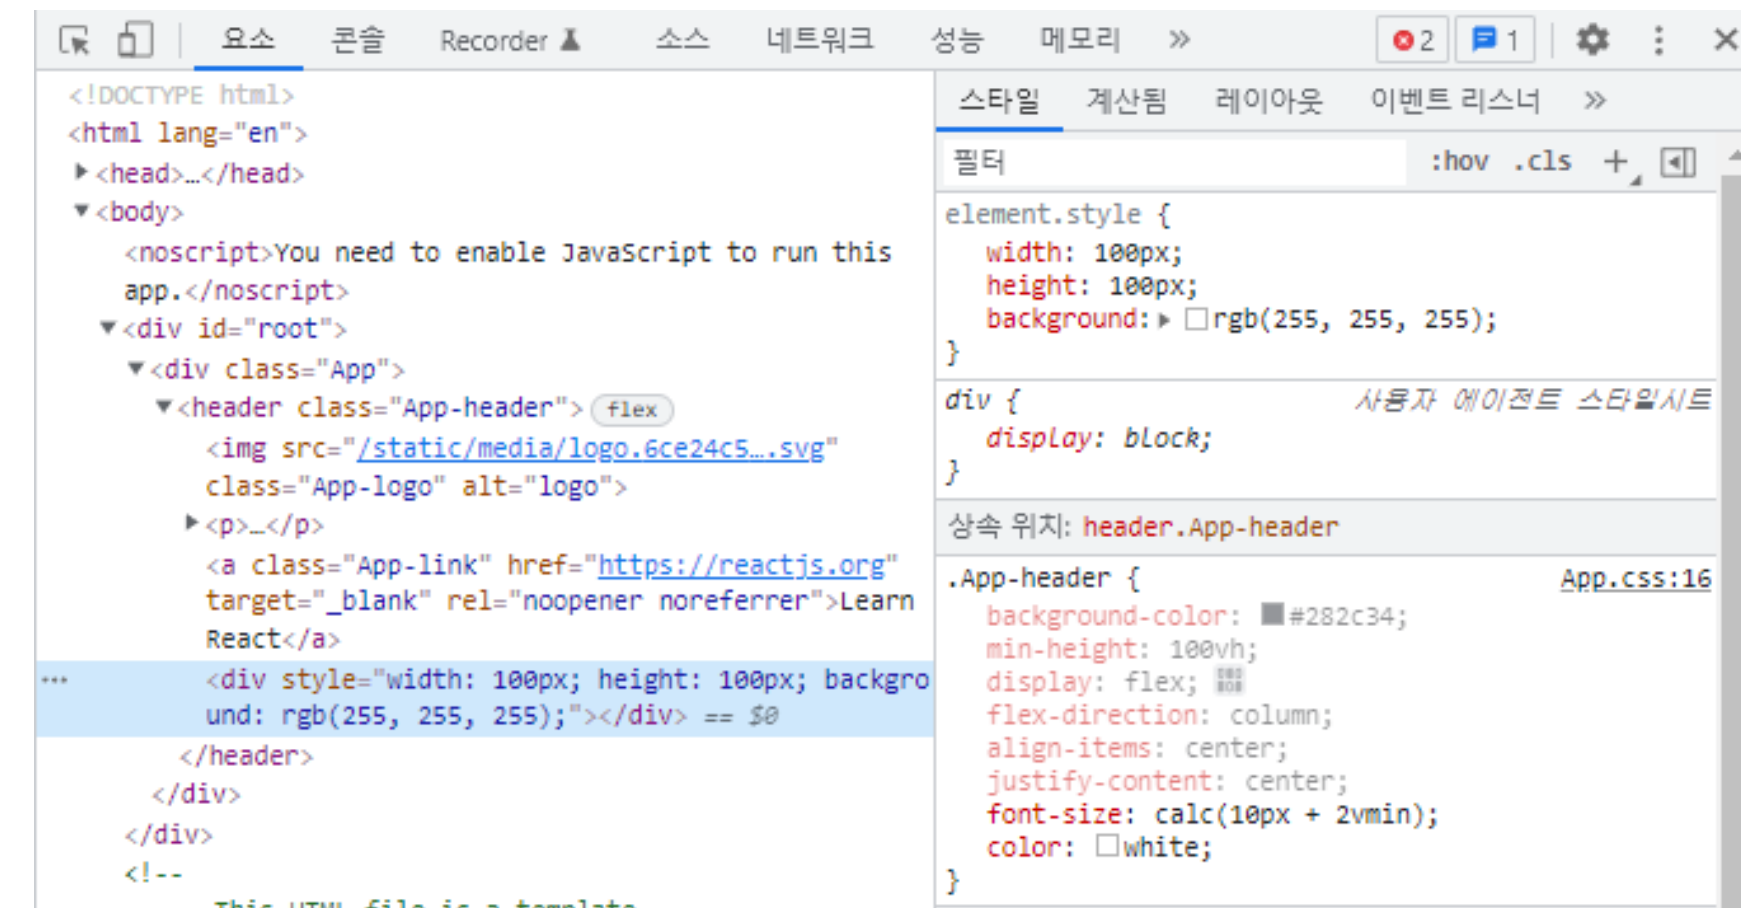 요소 콘솔 Recorder 소스 네트워크 성능 메모리 » 2 1
<!DOCTYPE html>
<html lang="en">
<head>…</head>
<body>
<noscript>You need to enable JavaScript to run this
app.</noscript>
<div id="root">
<div class="App">
<header class="App-header"> flex
<img src="/static/media/logo.6ce24c5….svg"
class="App-logo" alt="logo">
<p>…</p>
<a class="App-link" href="https://reactjs.org"
target="_blank" rel="noopener noreferrer">Learn
React</a>
… <div style="width: 100px; height: 100px; backgro
und: rgb(255, 255, 255);"></div> == $0
</header>
</div>
</div>
<!--
This HTML file is a template
스타일 계산됨 레이아웃 이벤트 리스너 »
필터 :hov .cls +
element.style {
width: 100px;
height: 100px;
background: rgb(255, 255, 255);
}
div { 사용자 에이전트 스타일시트
display: block;
}
상속 위치: header.App-header
.App-header { App.css:16
background-color: #282c34;
min-height: 100vh;
display: flex;
flex-direction: column;
align-items: center;
justify-content: center;
font-size: calc(10px + 2vmin);
color: white;
}